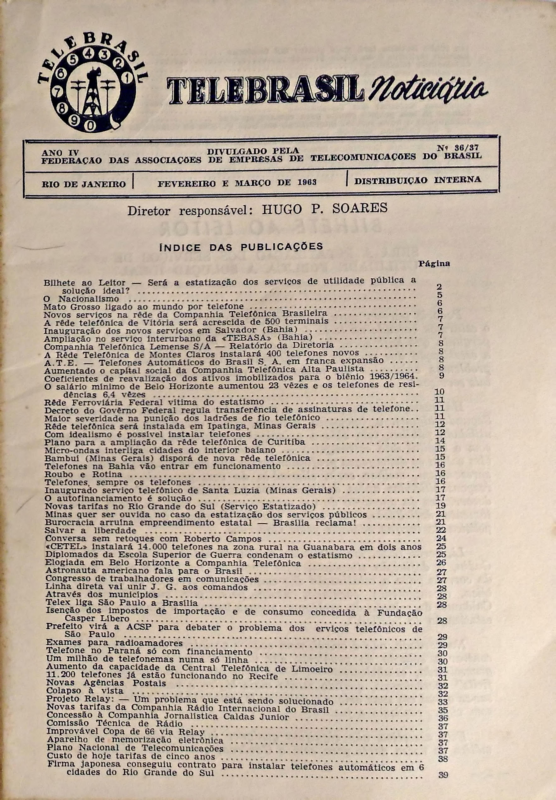 TELEBRASIL
TELEBRASIL Noticiário
ANO IV DIVULGADO PELA Nº 36/37
FEDERAÇÃO DAS ASSOCIAÇÕES DE EMPRESAS DE TELECOMUNICAÇÕES DO BRASIL
RIO DE JANEIRO FEVEREIRO E MARÇO DE 1963 DISTRIBUIÇÃO INTERNA
Diretor responsável: HUGO P. SOARES
ÍNDICE DAS PUBLICAÇÕES
Página
Bilhete ao Leitor — Será a estatização dos serviços de utilidade pública a
solução ideal? 2
O Nacionalismo 5
Mato Grosso ligado ao mundo por telefone 6
Novos serviços na rêde da Companhia Telefônica Brasileira 6
A rêde telefônica de Vitória será acrescida de 500 terminais 7
Inauguração dos novos serviços em Salvador (Bahia) 7
Ampliação no serviço interurbano da «TEBASA» (Bahia) 7
Companhia Telefônica Lemense S/A — Relatório da Diretoria 8
A Rêde Telefônica de Montes Claros instalará 400 telefones novos 8
A.T.E. — Telefones Automáticos do Brasil S. A. em franca expansão 8
Aumentado o capital social da Companhia Telefônica Alta Paulista 8
Coeficientes de reavalização dos ativos imobilizados para o biênio 1963/1964. 9
O salário mínimo de Belo Horizonte aumentou 23 vêzes e os telefones de resi-
dências 6,4 vêzes 10
Rêde Ferroviária Federal vítima do estatismo 11
Decreto do Govêrno Federal regula transferência de assinaturas de telefone.. 11
Maior severidade na punição dos ladrões de fio telefônico 11
Rêde telefônica será instalada em Ipatinga, Minas Gerais 12
Com idealismo é possível instalar telefones 12
Plano para a ampliação da rêde telefônica de Curitiba 14
Micro-ondas interliga cidades do interior baiano 15
Bambuí (Minas Gerais) disporá de nova rêde telefônica 15
Telefones na Bahia vão entrar em funcionamento 16
Roubo e Rotina 16
Telefones, sempre os telefones 16
Inaugurado serviço telefônico de Santa Luzia (Minas Gerais) 17
O autofinanciamento é solução 17
Novas tarifas no Rio Grande do Sul (Serviço Estatizado) 19
Minas quer ser ouvida no caso da estatização dos serviços públicos 21
Burocracia arruína empreendimento estatal — Brasília reclama! 21
Salvar a liberdade 22
Conversa sem retoques com Roberto Campos 24
«CETEL» instalará 14.000 telefones na zona rural na Guanabara em dois anos 25
Diplomados da Escola Superior de Guerra condenam o estatismo 25
Elogiada em Belo Horizonte a Companhia Telefônica 26
Astronauta americano fala para o Brasil 27
Congresso de trabalhadores em comunicações 27
Linha direta vai unir J. G. aos comandos 28
Através dos municípios 28
Telex liga São Paulo a Brasília 28
Isenção dos impostos de importação e de consumo concedida à Fundação
Casper Líbero 28
Prefeito virá a ACSP para debater o problema dos erviços telefônicos de
São Paulo 29
Exames para radioamadores 29
Telefone no Paraná só com financiamento 30
Um milhão de telefonemas numa só linha 30
Aumento da capacidade da Central Telefônica de Limoeiro 31
11.200 telefones já estão funcionando no Recife 31
Novas Agências Postais 32
Colapso à vista 32
Projeto Relay: — Um problema que está sendo solucionado 33
Novas tarifas da Companhia Rádio Internacional do Brasil 35
Concessão à Companhia Jornalística Caldas Junior 36
Comissão Técnica de Rádio 37
Improvável Copa de 66 via Relay 37
Aparelho de memorização eletrônica 37
Plano Nacional de Telecomunicações 37
Custo de hoje tarifas de cinco anos 38
Firma japonesa conseguiu contrato para instalar telefones automáticos em 6
cidades do Rio Grande do Sul 39